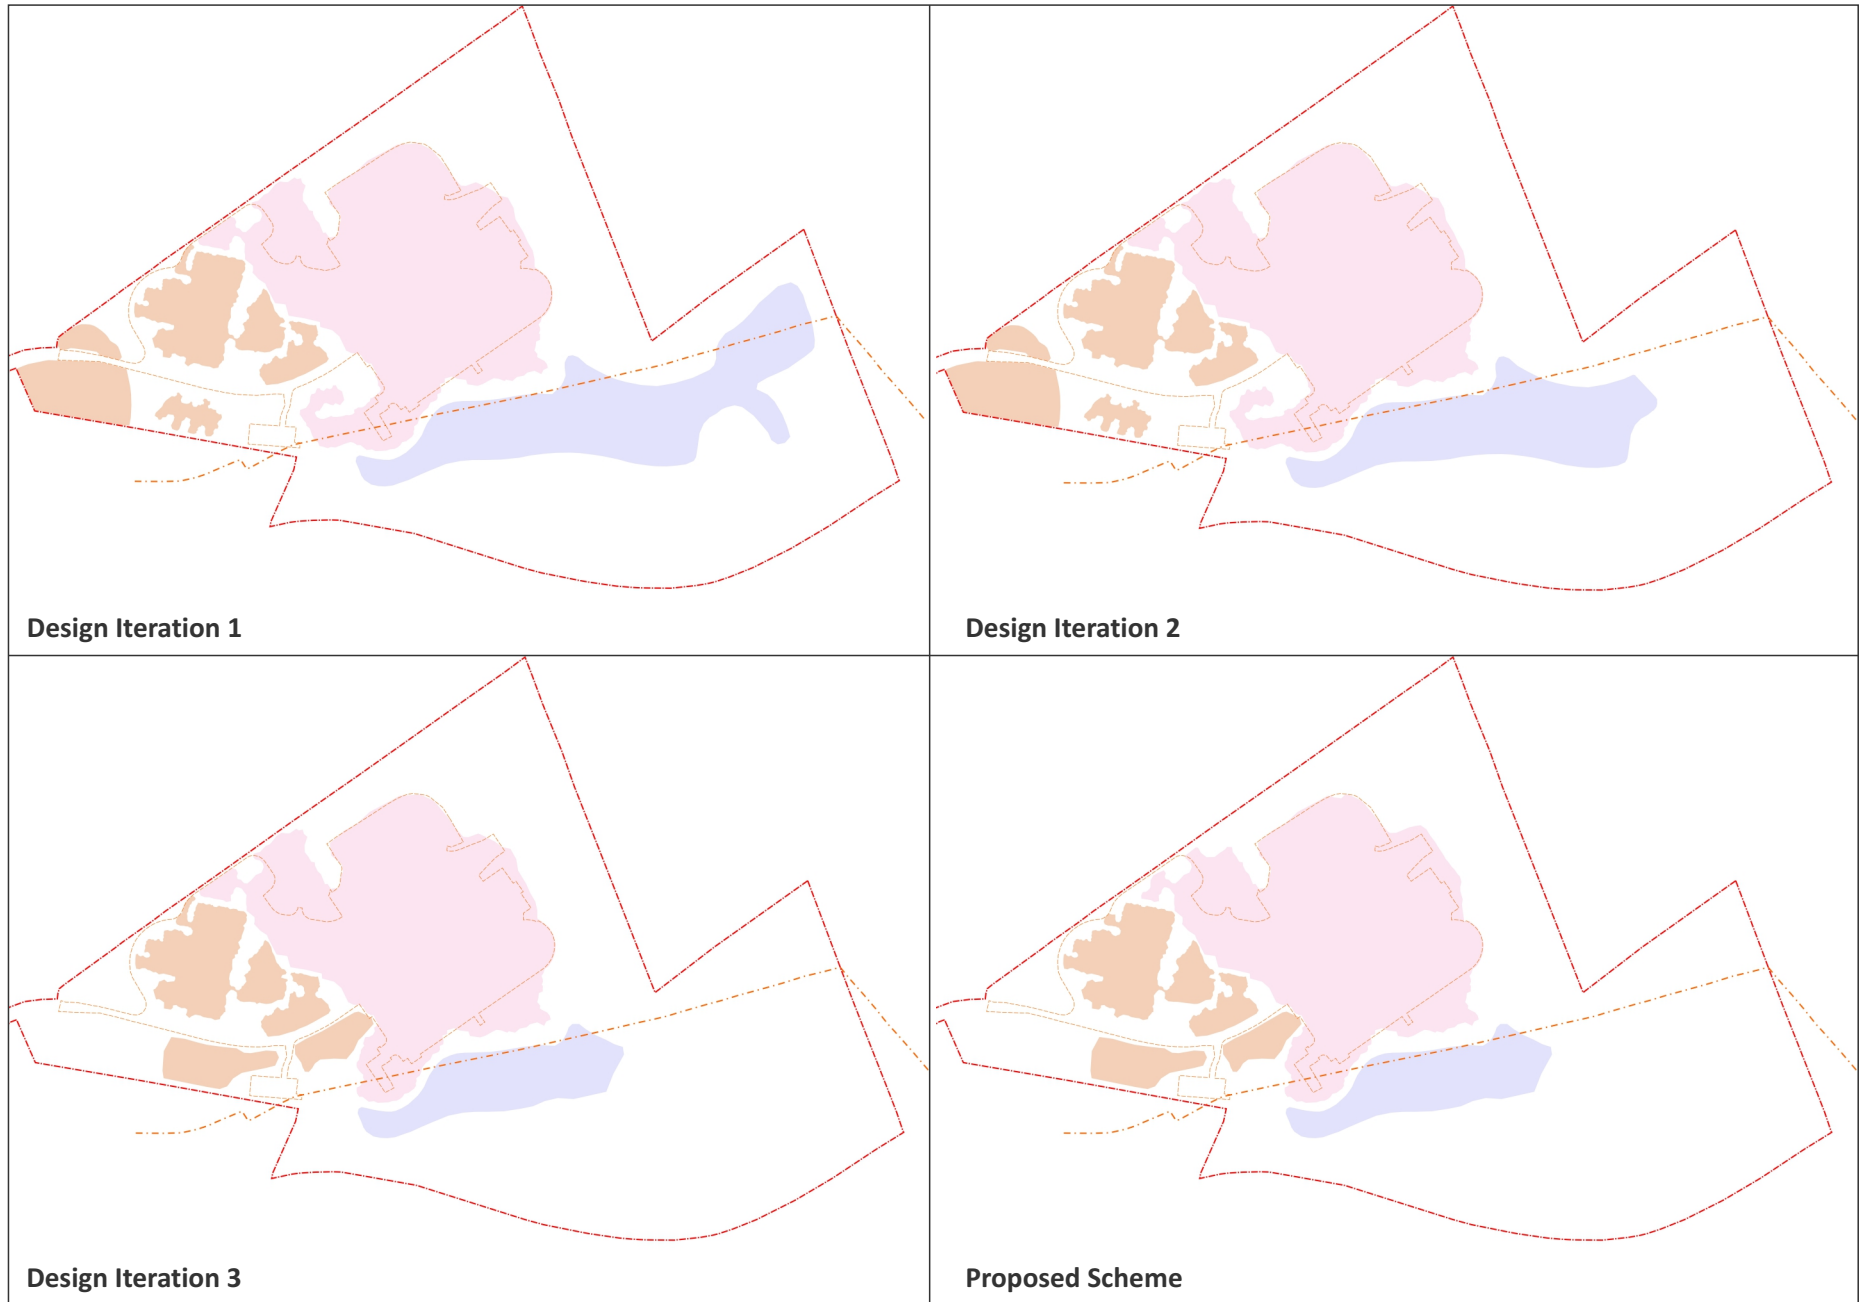 Design Iteration 1
Design Iteration 2
Design Iteration 3
Proposed Scheme